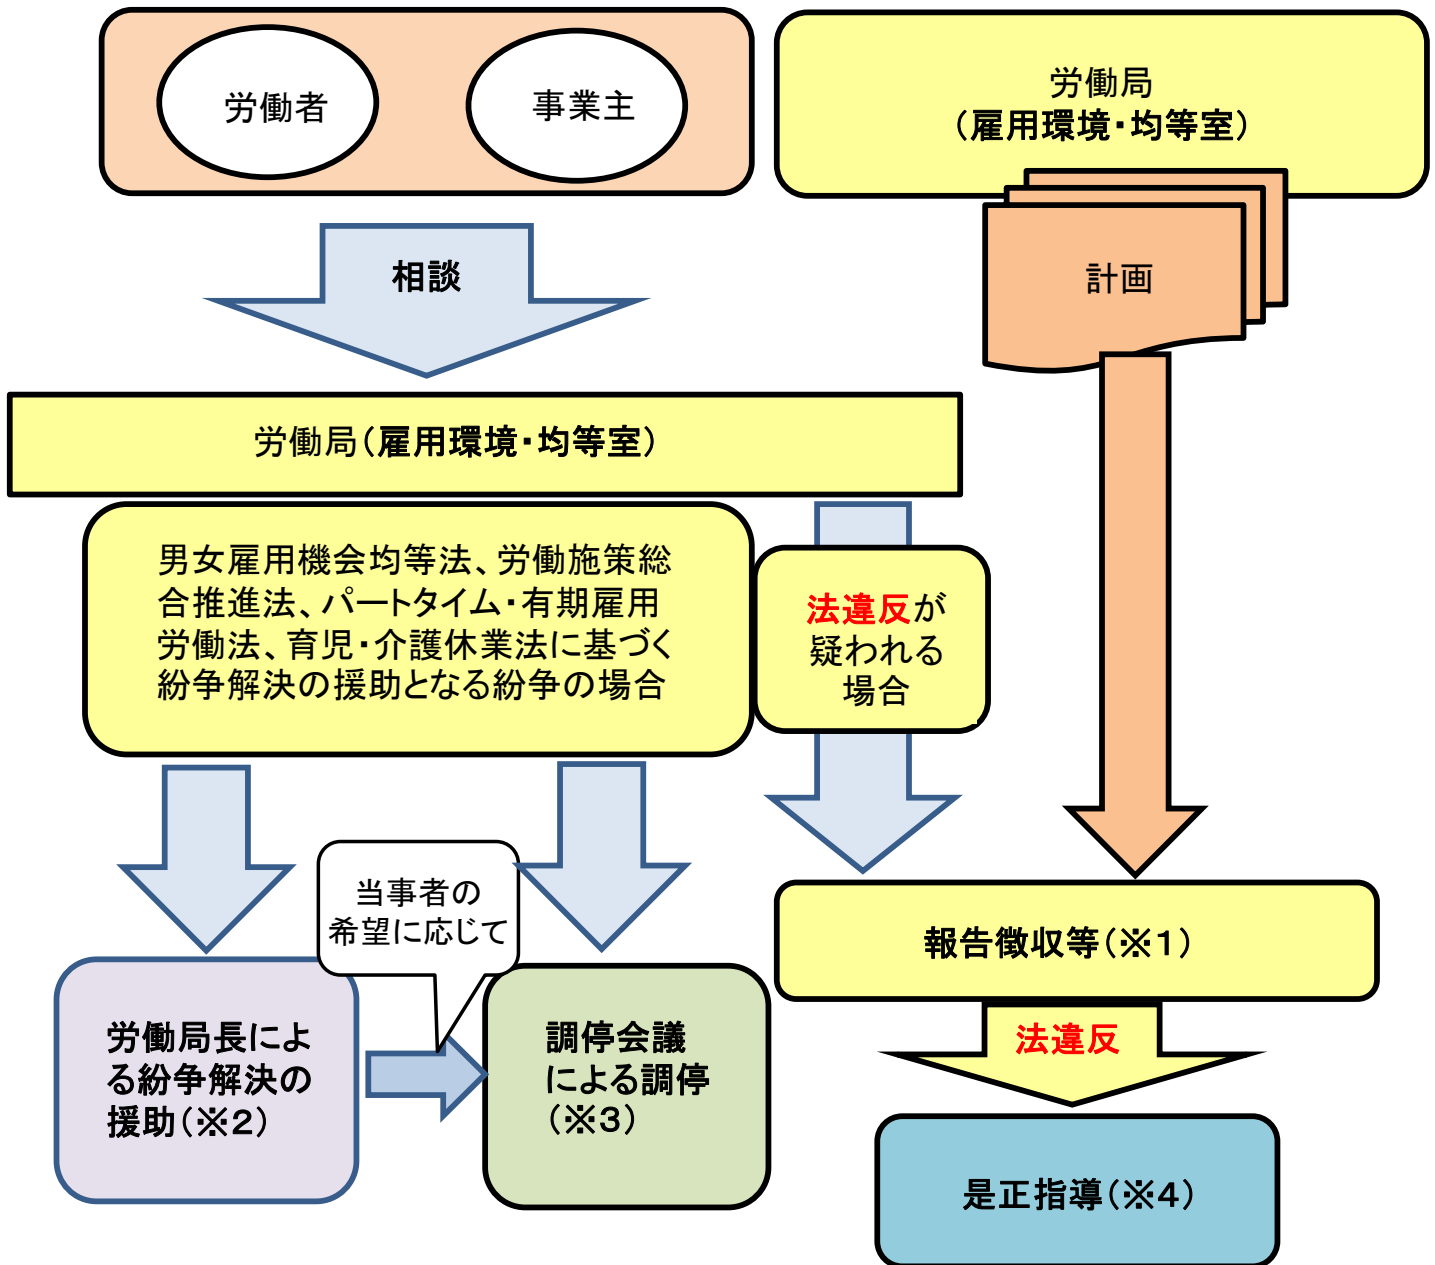 労働者
事業主
労働局
（雇用環境・均等室）
計画
相談
労働局（雇用環境・均等室）
男女雇用機会均等法、労働施策総
合推進法、パートタイム・有期雇用
労働法、育児・介護休業法に基づく
紛争解決の援助となる紛争の場合
法違反が
疑われる
場合
当事者の
希望に応じて
報告徴収等（※１）
労働局長によ
る紛争解決の
援助（※２）
調停会議
による調停
（※３）
法違反
是正指導（※４）